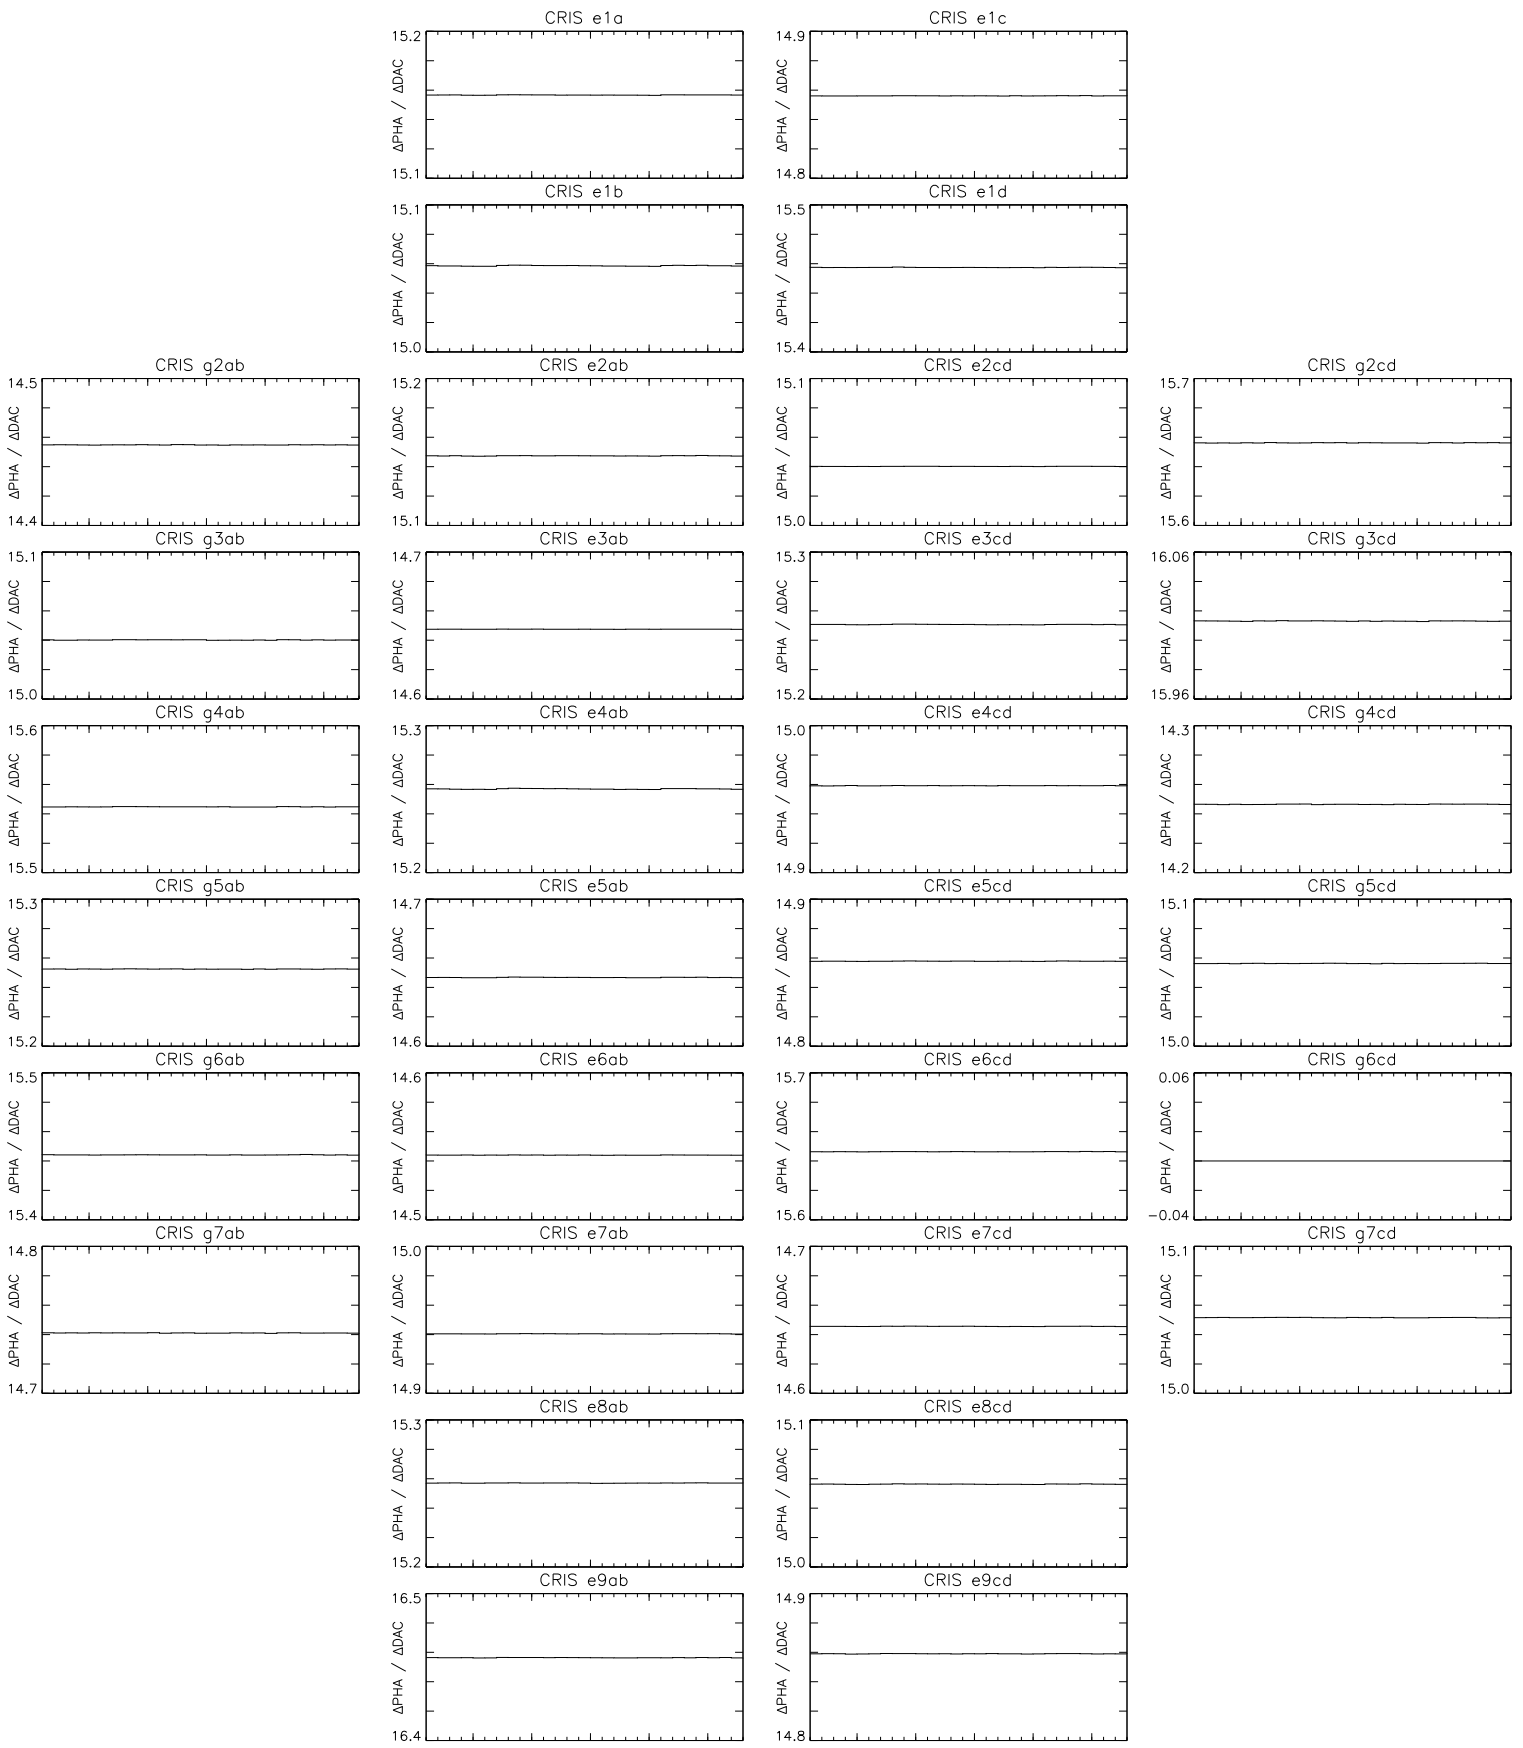 CRIS e1a
15.2
ΔPHA / ΔDAC
15.1
CRIS e1c
14.9
ΔPHA / ΔDAC
14.8
CRIS e1b
15.1
ΔPHA / ΔDAC
15.0
CRIS e1d
15.5
ΔPHA / ΔDAC
15.4
CRIS g2ab
14.5
ΔPHA / ΔDAC
14.4
CRIS e2ab
15.2
ΔPHA / ΔDAC
15.1
CRIS e2cd
15.1
ΔPHA / ΔDAC
15.0
CRIS g2cd
15.7
ΔPHA / ΔDAC
15.6
CRIS g3ab
15.1
ΔPHA / ΔDAC
15.0
CRIS e3ab
14.7
ΔPHA / ΔDAC
14.6
CRIS e3cd
15.3
ΔPHA / ΔDAC
15.2
CRIS g3cd
16.06
ΔPHA / ΔDAC
15.96
CRIS g4ab
15.6
ΔPHA / ΔDAC
15.5
CRIS e4ab
15.3
ΔPHA / ΔDAC
15.2
CRIS e4cd
15.0
ΔPHA / ΔDAC
14.9
CRIS g4cd
14.3
ΔPHA / ΔDAC
14.2
CRIS g5ab
15.3
ΔPHA / ΔDAC
15.2
CRIS e5ab
14.7
ΔPHA / ΔDAC
14.6
CRIS e5cd
14.9
ΔPHA / ΔDAC
14.8
CRIS g5cd
15.1
ΔPHA / ΔDAC
15.0
CRIS g6ab
15.5
ΔPHA / ΔDAC
15.4
CRIS e6ab
14.6
ΔPHA / ΔDAC
14.5
CRIS e6cd
15.7
ΔPHA / ΔDAC
15.6
CRIS g6cd
0.06
ΔPHA / ΔDAC
−0.04
CRIS g7ab
14.8
ΔPHA / ΔDAC
14.7
CRIS e7ab
15.0
ΔPHA / ΔDAC
14.9
CRIS e7cd
14.7
ΔPHA / ΔDAC
14.6
CRIS g7cd
15.1
ΔPHA / ΔDAC
15.0
CRIS e8ab
15.3
ΔPHA / ΔDAC
15.2
CRIS e8cd
15.1
ΔPHA / ΔDAC
15.0
CRIS e9ab
16.5
ΔPHA / ΔDAC
16.4
CRIS e9cd
14.9
ΔPHA / ΔDAC
14.8